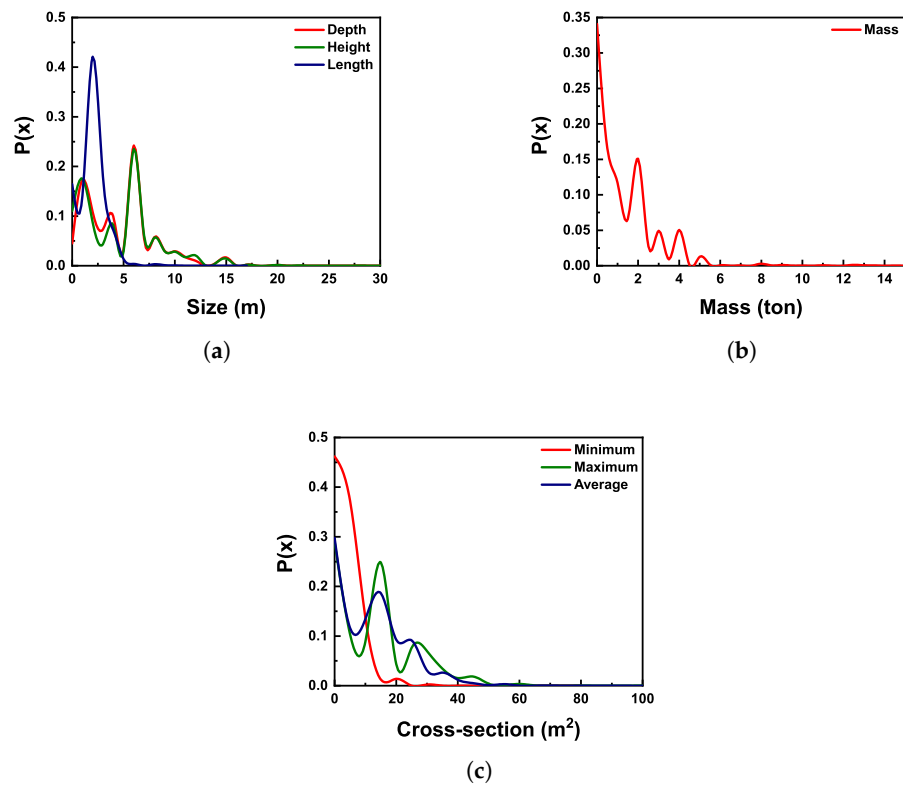 0.5
0.4
0.3
0.2
0.1
0.0
P(x)
Depth
Height
Length
0 5 10 15 20 25 30
Size (m)
(a)
0.35
0.30
0.25
0.20
0.15
0.10
0.05
0.00
P(x)
Mass
0 2 4 6 8 10 12 14
Mass (ton)
(b)
0.5
0.4
0.3
0.2
0.1
0.0
P(x)
Minimum
Maximum
Average
0 20 40 60 80 100
Cross-section (m²)
(c)